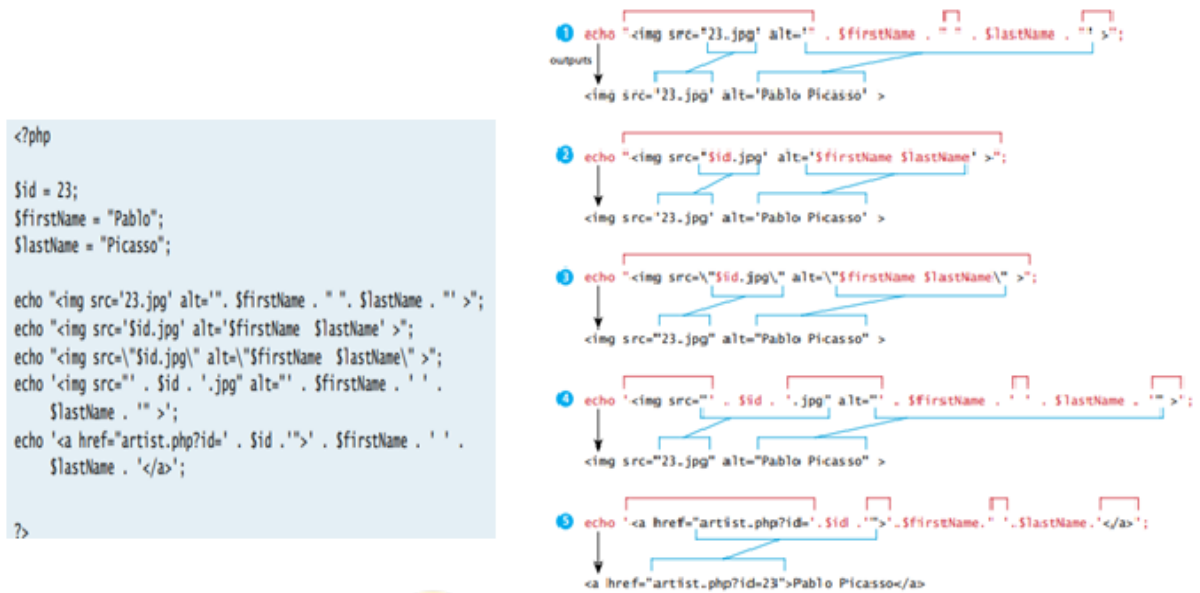 <?php
$id = 23;
$firstName = "Pablo";
$lastName = "Picasso";
echo "<img src='23.jpg' alt='". $firstName . " ". $lastName . "' >";
echo "<img src='$id.jpg' alt='$firstName  $lastName' >";
echo "<img src=\"$id.jpg\" alt=\"$firstName  $lastName\" >";
echo '<img src="' . $id . '.jpg" alt="' . $firstName . ' ' .
$lastName . '" >';
echo '<a href="artist.php?id=' . $id .'">' . $firstName . ' ' .
$lastName . '</a>';
?>
1 echo "<img src='23.jpg' alt='" . $firstName . " " . $lastName . "' >";
outputs
<img src='23.jpg' alt='Pablo Picasso' >
2 echo "<img src='$id.jpg' alt='$firstName $lastName' >";
<img src='23.jpg' alt='Pablo Picasso' >
3 echo "<img src=\"$id.jpg\" alt=\"$firstName $lastName\" >";
<img src="23.jpg" alt="Pablo Picasso" >
4 echo '<img src="' . $id . '.jpg" alt="' . $firstName . ' ' . $lastName . '" >';
<img src="23.jpg" alt="Pablo Picasso" >
5 echo '<a href="artist.php?id='.$id .'">'.$firstName." '.$lastName.'</a>';
<a href="artist.php?id=23">Pablo Picasso</a>